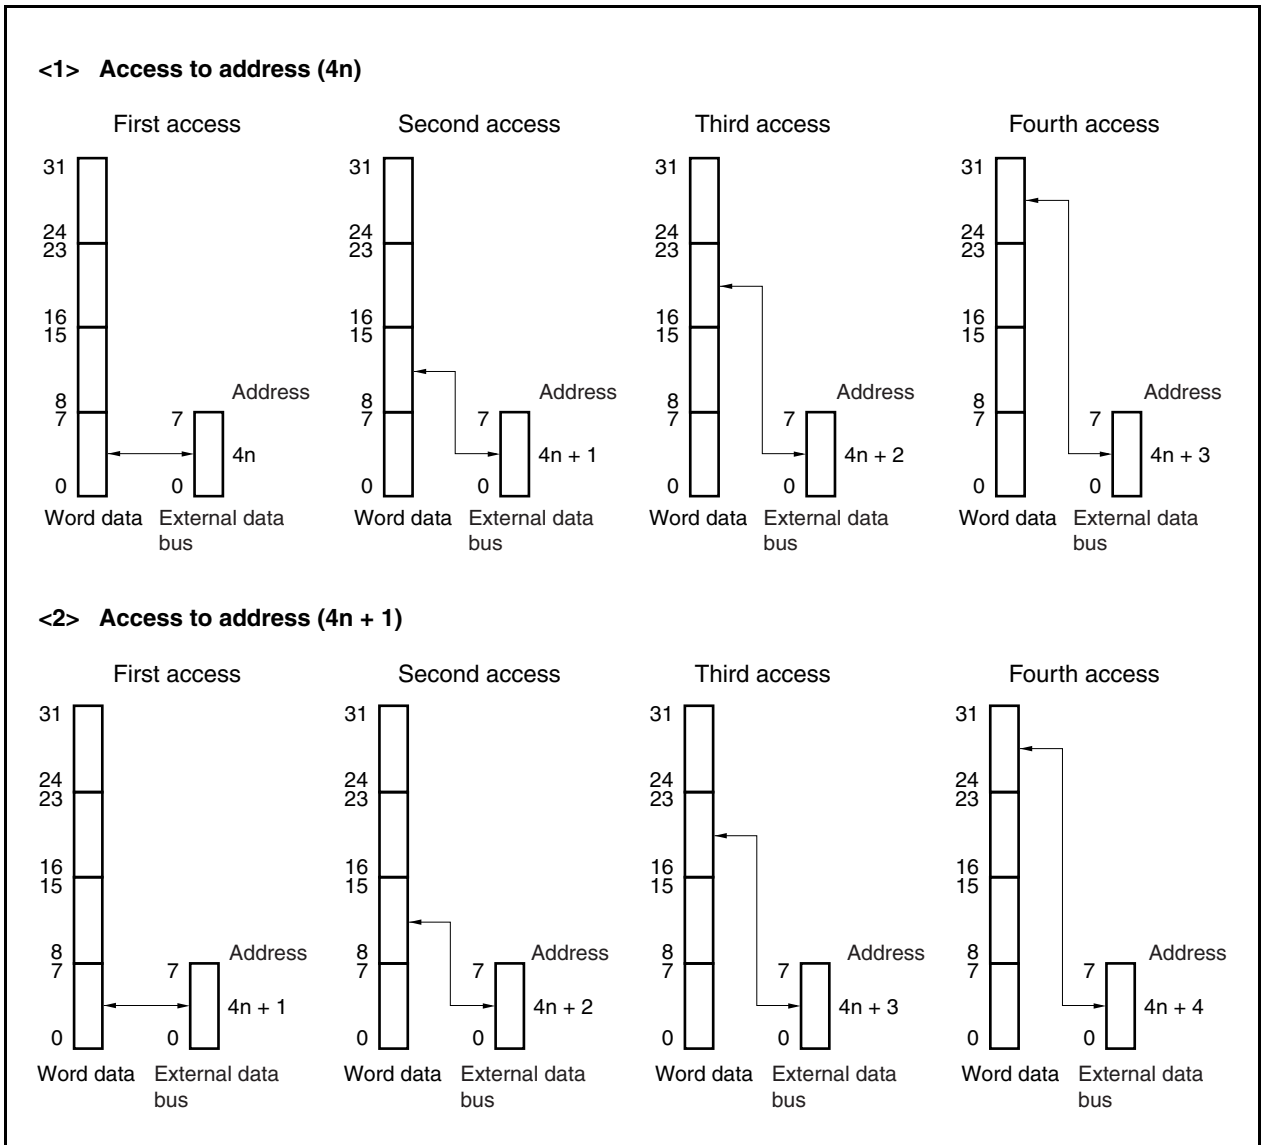 <1> Access to address (4n)
First access
Second access
Third access
Fourth access
31
24
23
16
15
8
7
0
7
0
Address
4n
Word data
External data
bus
31
24
23
16
15
8
7
0
7
0
Address
4n + 1
Word data
External data
bus
31
24
23
16
15
8
7
0
7
0
Address
4n + 2
Word data
External data
bus
31
24
23
16
15
8
7
0
7
0
Address
4n + 3
Word data
External data
bus
<2> Access to address (4n + 1)
First access
Second access
Third access
Fourth access
31
24
23
16
15
8
7
0
7
0
Address
4n + 1
Word data
External data
bus
31
24
23
16
15
8
7
0
7
0
Address
4n + 2
Word data
External data
bus
31
24
23
16
15
8
7
0
7
0
Address
4n + 3
Word data
External data
bus
31
24
23
16
15
8
7
0
7
0
Address
4n + 4
Word data
External data
bus